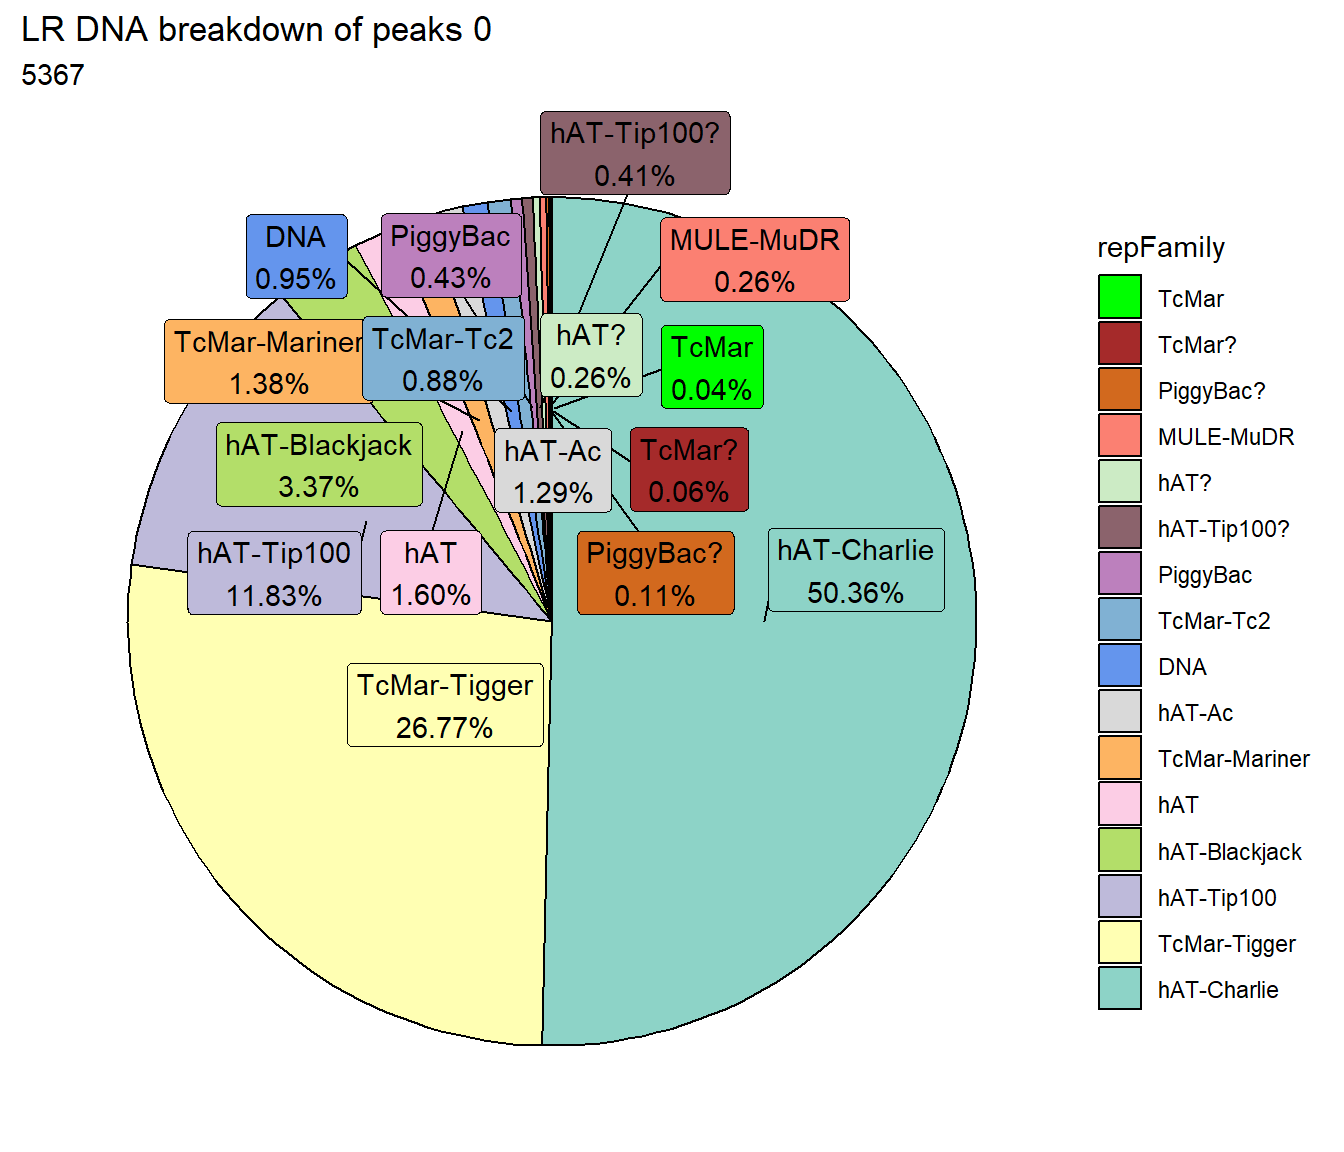 LR DNA breakdown of peaks 0
5367
hAT-Tip100?
0.41%
DNA
0.95%
PiggyBac
0.43%
MULE-MuDR
0.26%
TcMar-Mariner
1.38%
TcMar-Tc2
0.88%
hAT?
0.26%
TcMar
0.04%
hAT-Blackjack
3.37%
hAT-Ac
1.29%
TcMar?
0.06%
hAT-Tip100
11.83%
hAT
1.60%
PiggyBac?
0.11%
hAT-Charlie
50.36%
TcMar-Tigger
26.77%
repFamily
TcMar
TcMar?
PiggyBac?
MULE-MuDR
hAT?
hAT-Tip100?
PiggyBac
TcMar-Tc2
DNA
hAT-Ac
TcMar-Mariner
hAT
hAT-Blackjack
hAT-Tip100
TcMar-Tigger
hAT-Charlie